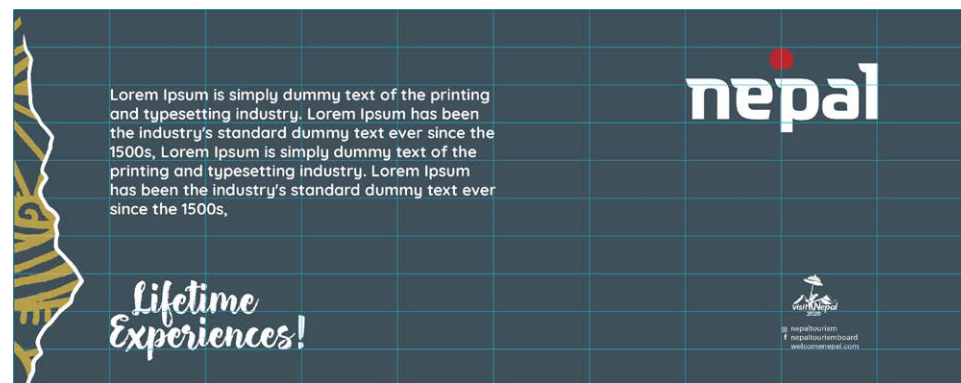 nepal
Lorem Ipsum is simply dummy text of the printing
and typesetting industry. Lorem Ipsum has been
the industry's standard dummy text ever since the
1500s, Lorem Ipsum is simply dummy text of the
printing and typesetting industry. Lorem Ipsum
has been the industry's standard dummy text ever
since the 1500s,
Lifetime
Experiences!
visit Nepal
2020
nepaltourism
nepaltourismboard
welcomenepal.com